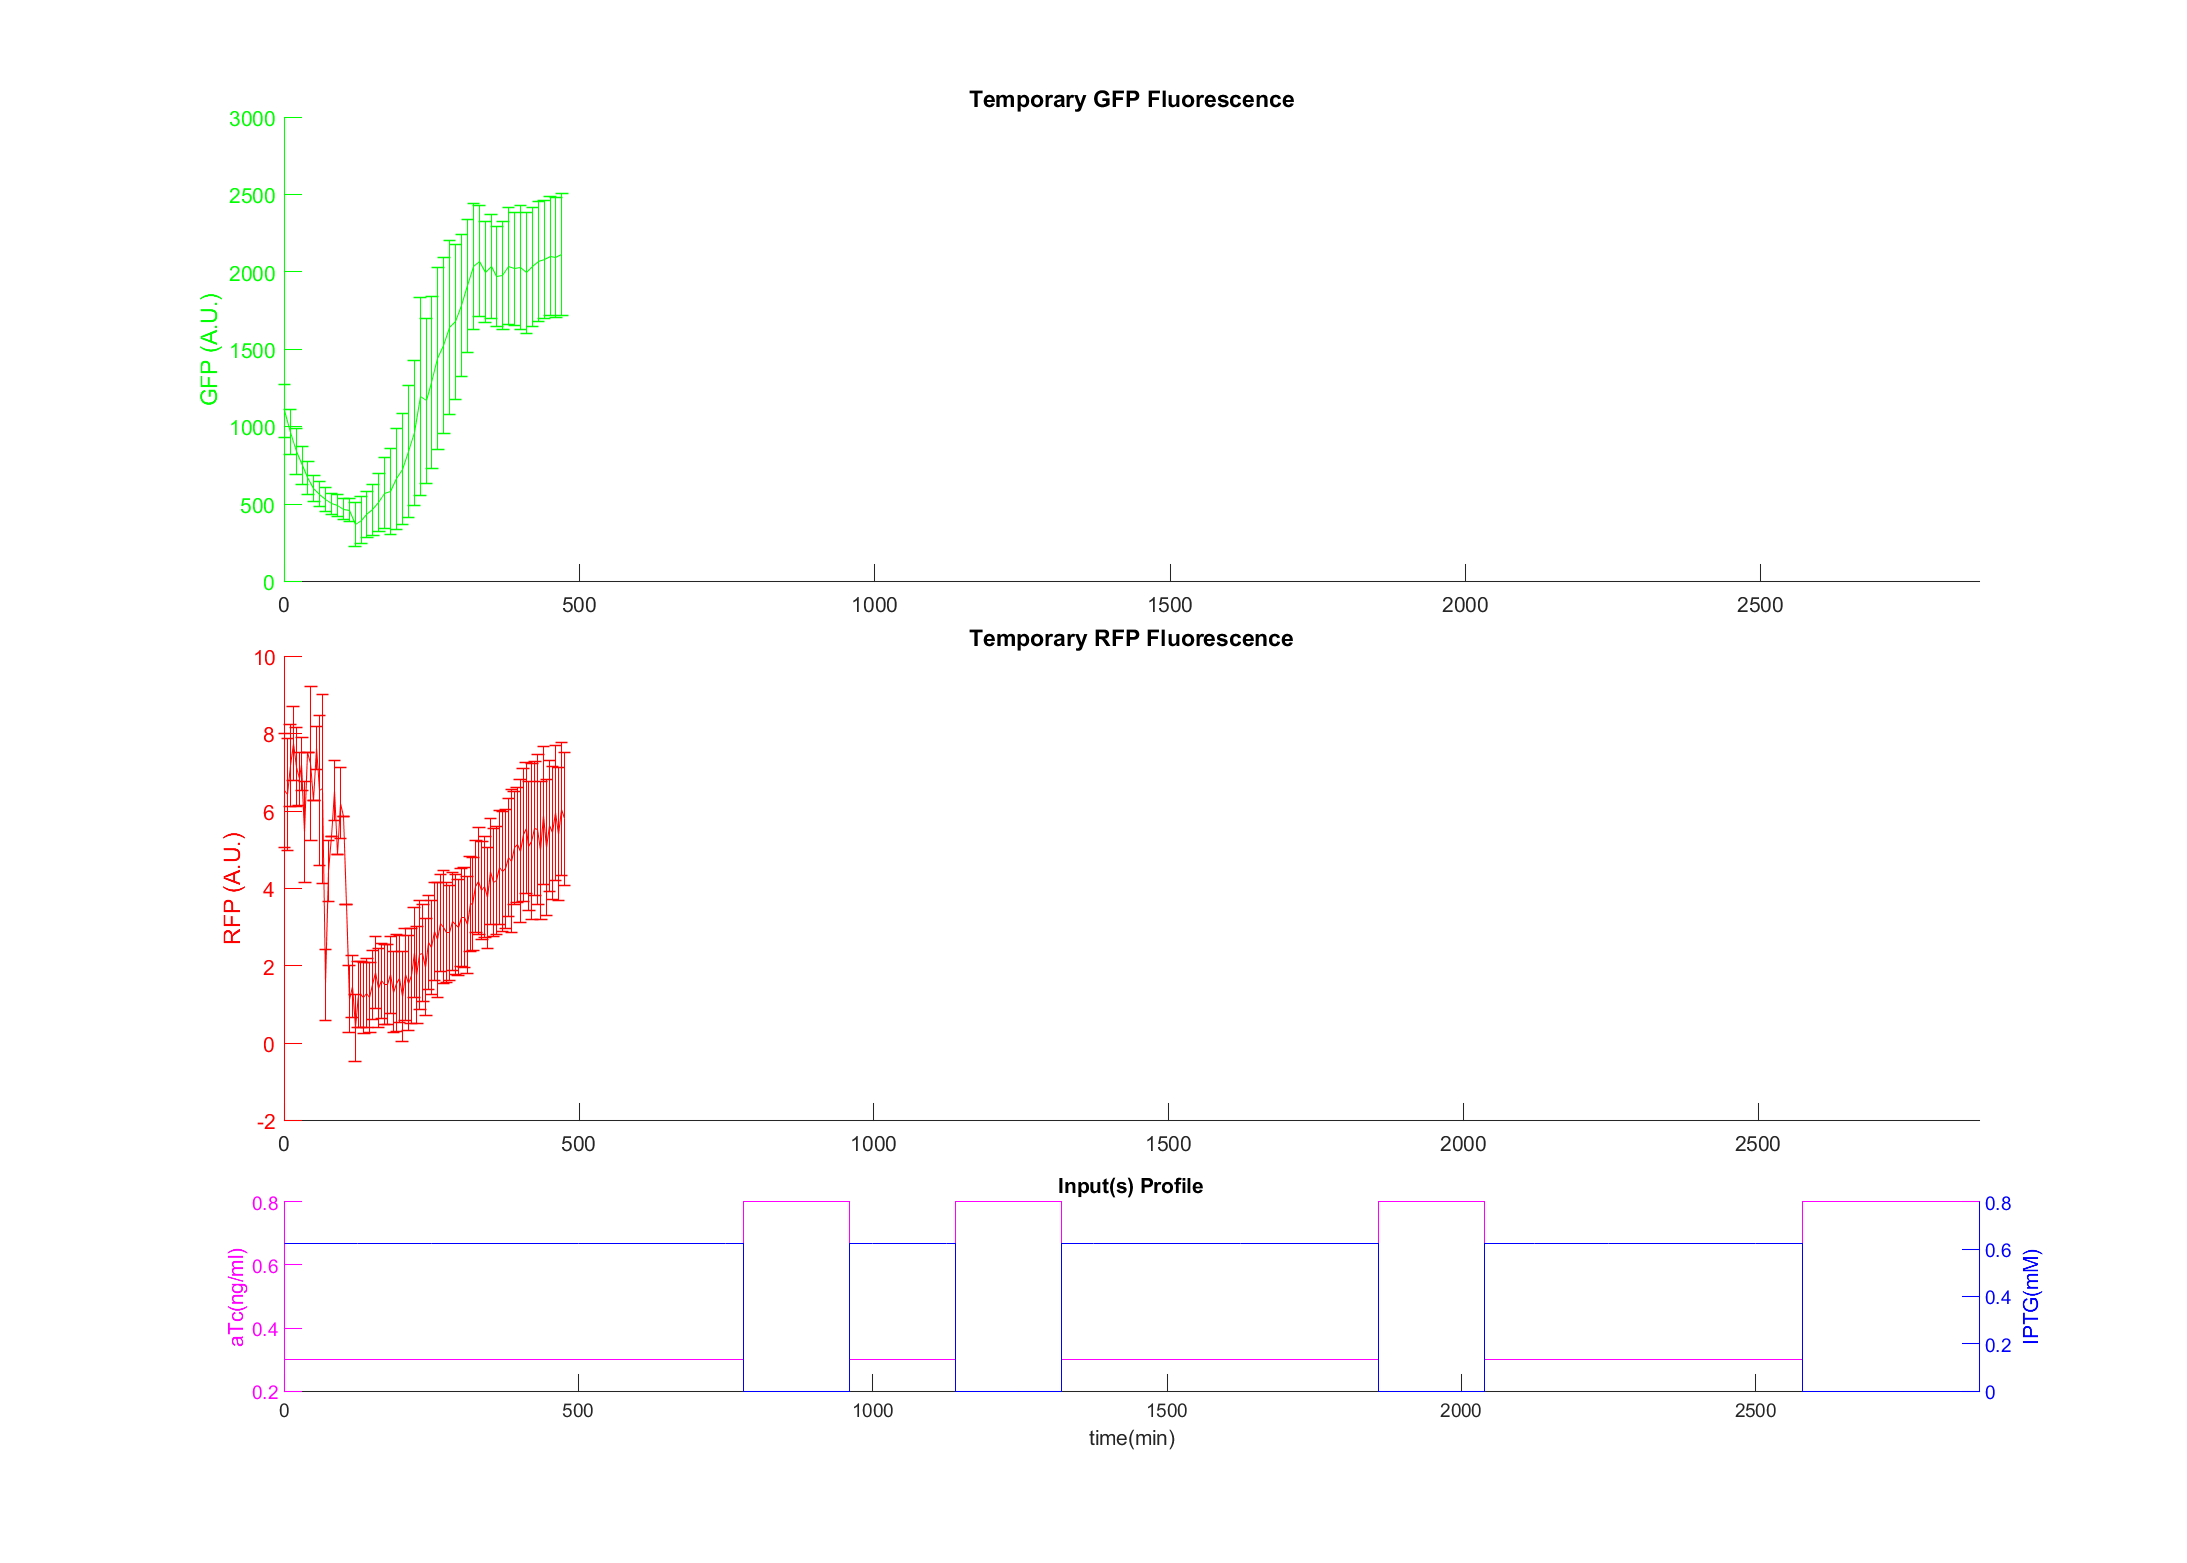 Temporary GFP Fluorescence
3000
2500
2000
1500
1000
500
0
GFP (A.U.)
0 500 1000 1500 2000 2500
Temporary RFP Fluorescence
10
8
6
4
2
0
-2
RFP (A.U.)
0 500 1000 1500 2000 2500
Input(s) Profile
0.8
0.6
0.4
0.2
aTc(ng/ml)
0.8
0.6
0.4
0.2
0
IPTG(mM)
0 500 1000 1500 2000 2500
time(min)